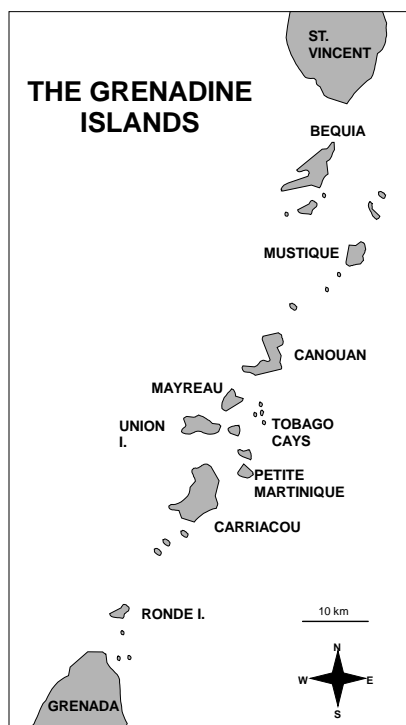 ST.
VINCENT
THE GRENADINE
ISLANDS
BEQUIA
MUSTIQUE
CANOUAN
MAYREAU
UNION
I.
TOBAGO
CAYS
PETITE
MARTINIQUE
CARRIACOU
RONDE I.
10 km
N
W
E
S
GRENADA